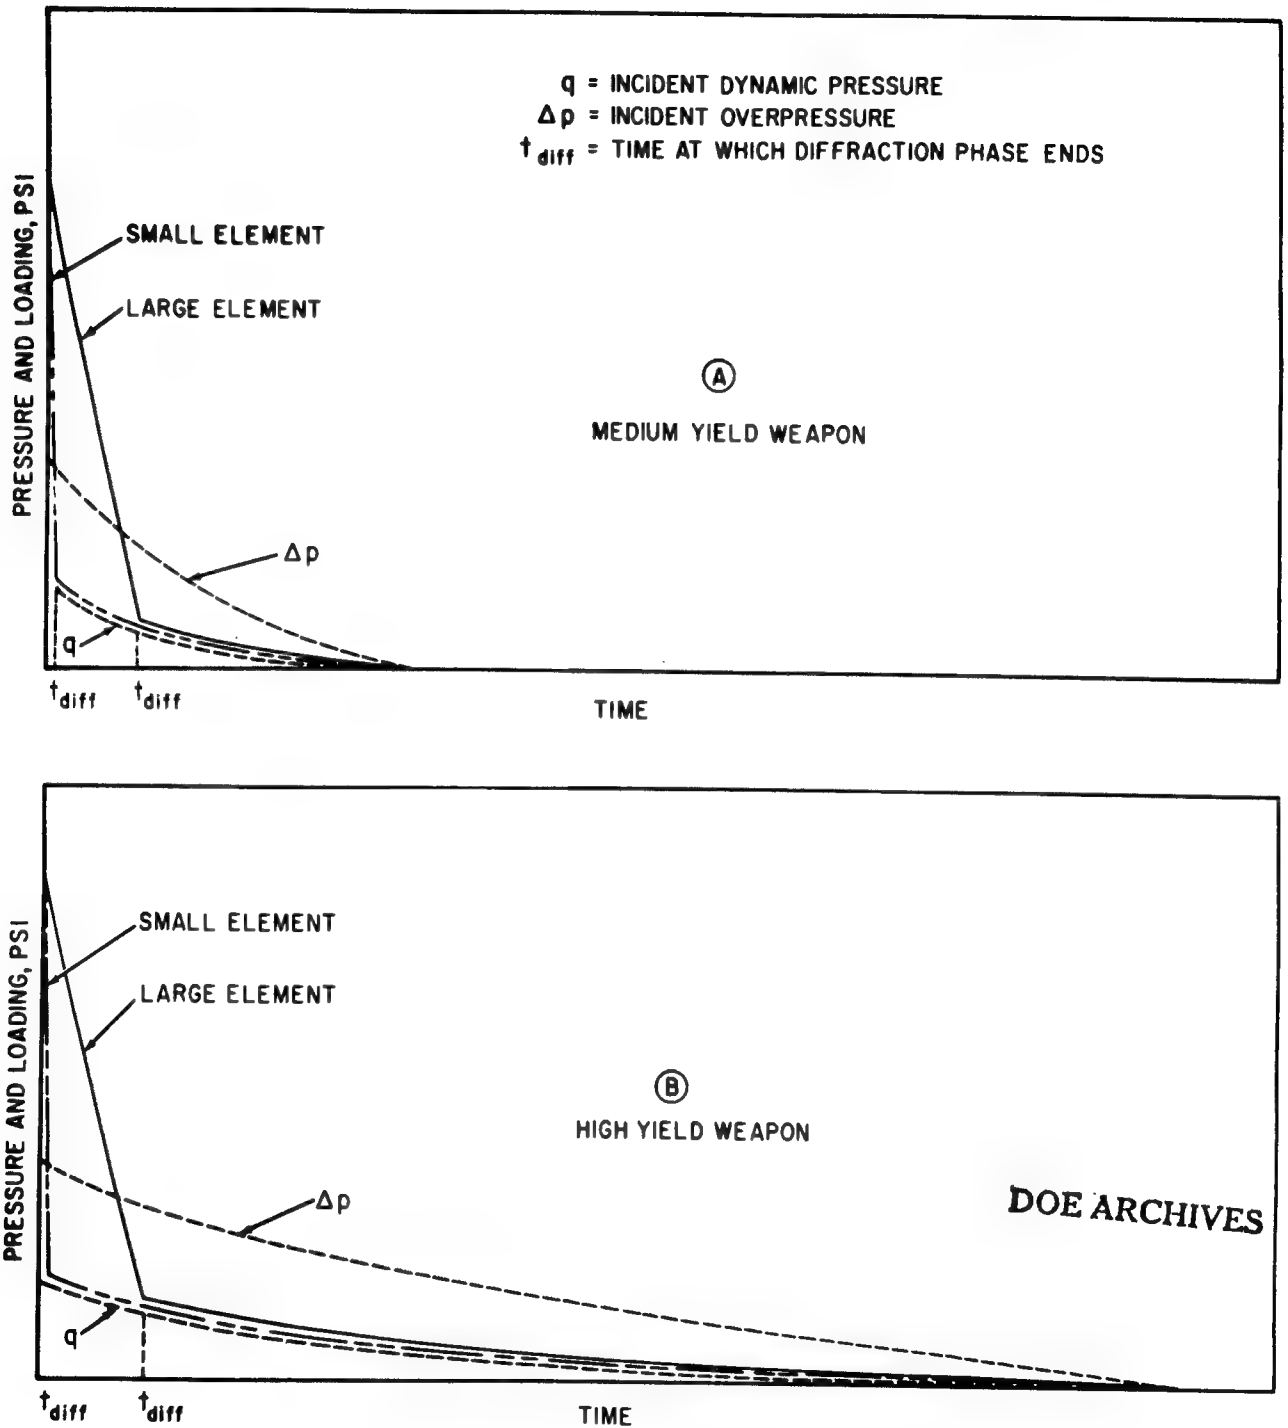 q = INCIDENT DYNAMIC PRESSURE
Δp = INCIDENT OVERPRESSURE
t diff = TIME AT WHICH DIFFRACTION PHASE ENDS
PRESSURE AND LOADING, PSI
SMALL ELEMENT
LARGE ELEMENT
A
MEDIUM YIELD WEAPON
Δp
q
t diff t diff
TIME
PRESSURE AND LOADING, PSI
SMALL ELEMENT
LARGE ELEMENT
B
HIGH YIELD WEAPON
Δp
DOE ARCHIVES
q
t diff t diff
TIME